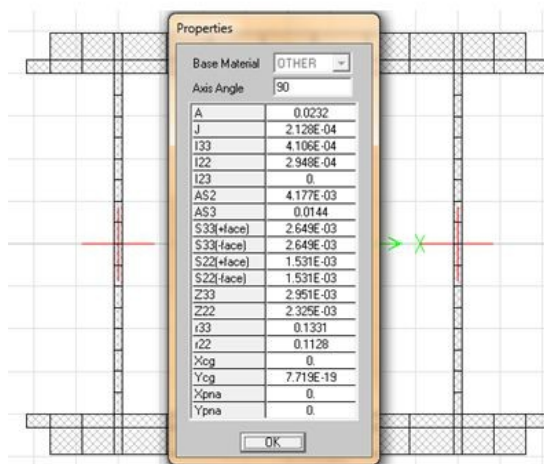 Properties
Base Material OTHER
Axis Angle 90
A 0.0232
J 2.128E-04
I33 4.106E-04
I22 2.948E-04
I23 0.
AS2 4.177E-03
AS3 0.0144
S33(+face) 2.649E-03
S33(-face) 2.649E-03
S22(+face) 1.531E-03
S22(-face) 1.531E-03
Z33 2.951E-03
Z22 2.325E-03
r33 0.1331
r22 0.1128
Xcg 0.
Ycg 7.719E-19
Xpna 0.
Ypna 0.
X
OK